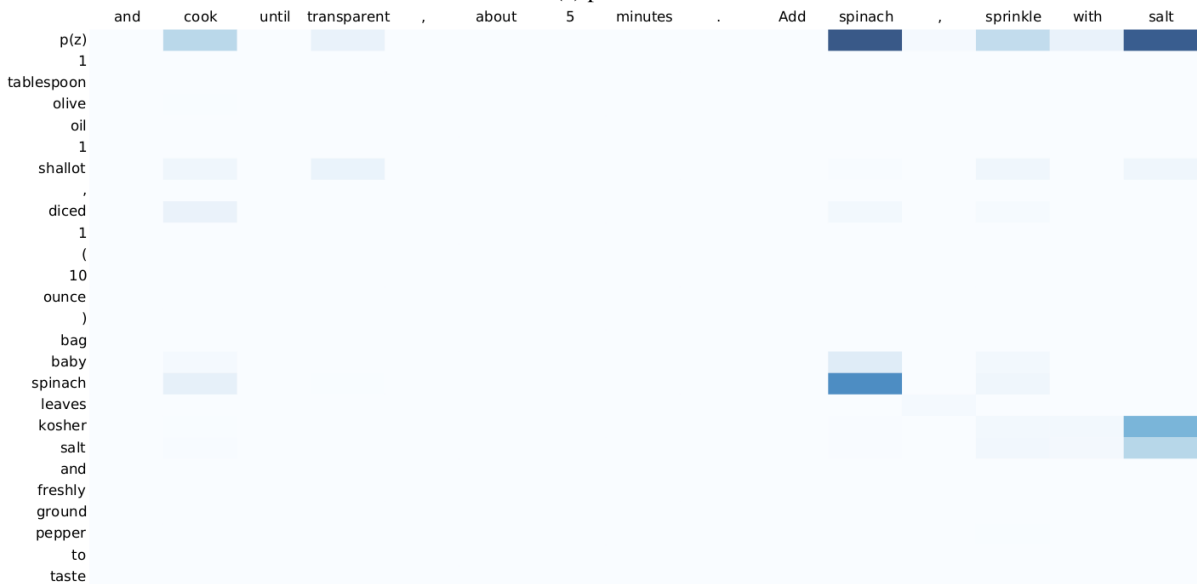 and cook until transparent , about 5 minutes . Add spinach , sprinkle with salt
p(z)
1
tablespoon
olive
oil
1
shallot
,
diced
1
(
10
ounce
)
bag
baby
spinach
leaves
kosher
salt
and
freshly
ground
pepper
to
taste